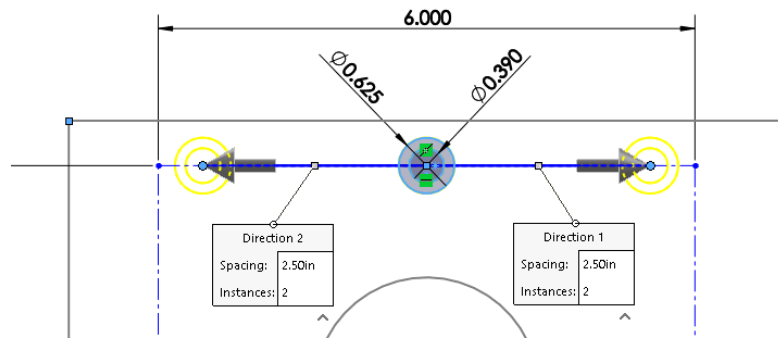 6.000
Ø0.625
Ø0.390
Direction 2
Spacing: 2.50in
Instances: 2
Direction 1
Spacing: 2.50in
Instances: 2